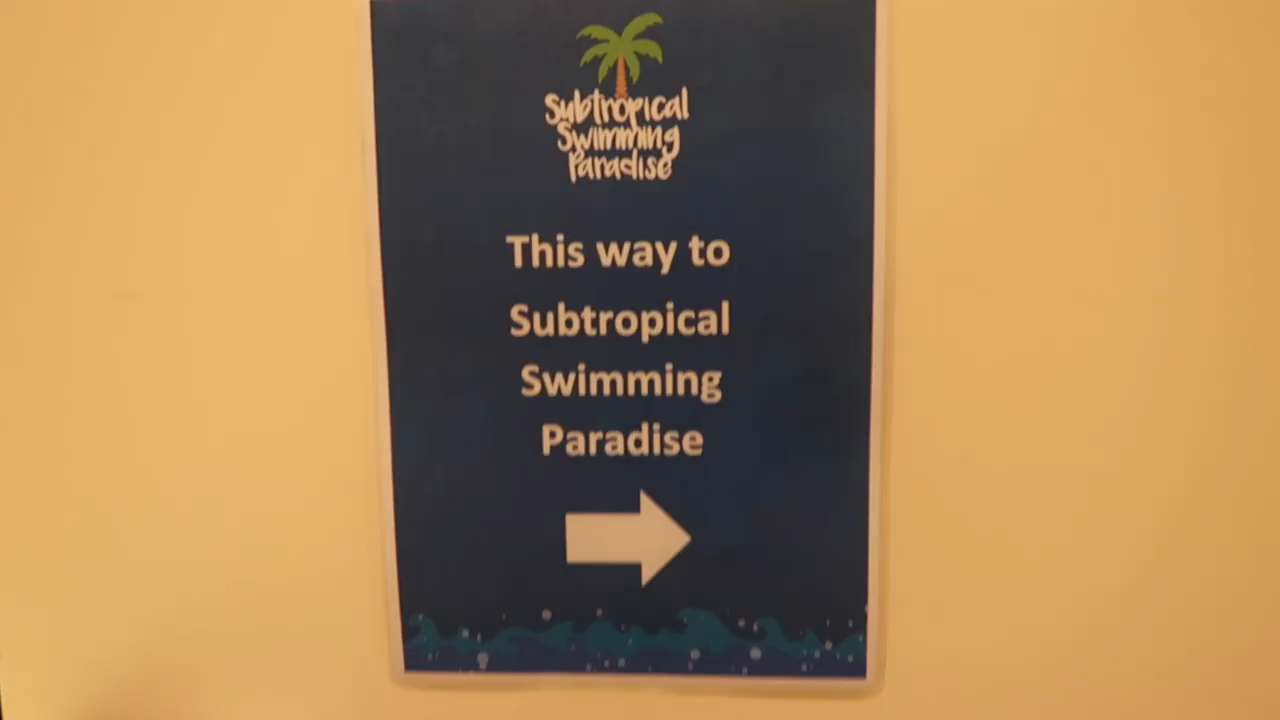 Subtropical
Swimming
Paradise
This way to
Subtropical
Swimming
Paradise